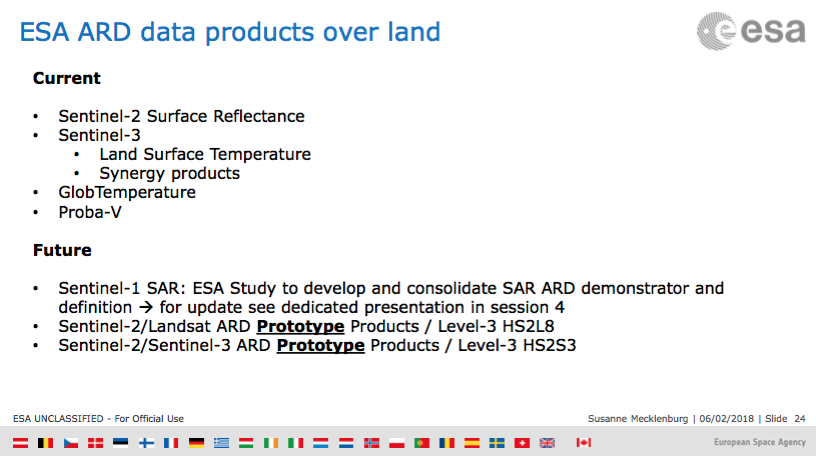 ESA ARD data products over land
esa
Current
• Sentinel-2 Surface Reflectance
• Sentinel-3
• Land Surface Temperature
• Synergy products
• GlobTemperature
• Proba-V
Future
• Sentinel-1 SAR: ESA Study to develop and consolidate SAR ARD demonstrator and
definition → for update see dedicated presentation in session 4
• Sentinel-2/Landsat ARD Prototype Products / Level-3 HS2L8
• Sentinel-2/Sentinel-3 ARD Prototype Products / Level-3 HS2S3
ESA UNCLASSIFIED - For Official Use
Susanne Mecklenburg | 06/02/2018 | Slide 24
European Space Agency